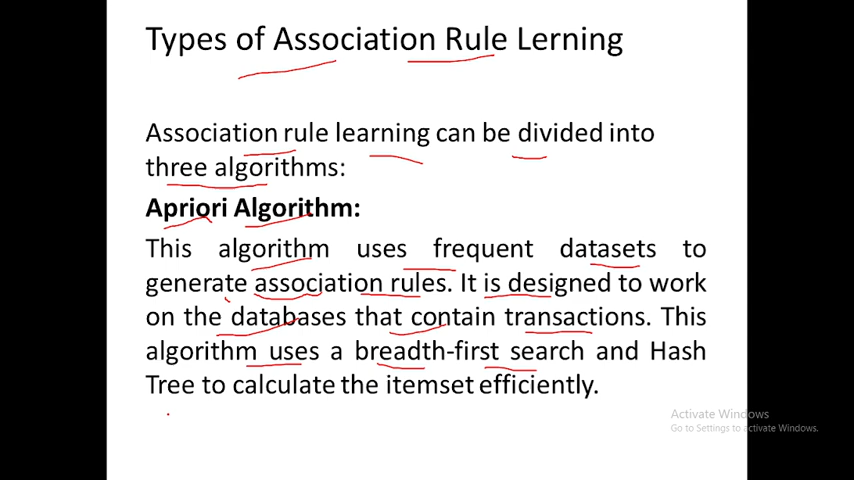 Types of Association Rule Lerning
Association rule learning can be divided into
three algorithms:
Apriori Algorithm:
This algorithm uses frequent datasets to
generate association rules. It is designed to work
on the databases that contain transactions. This
algorithm uses a breadth-first search and Hash
Tree to calculate the itemset efficiently.
Activate Windows
Go to Settings to activate Windows.